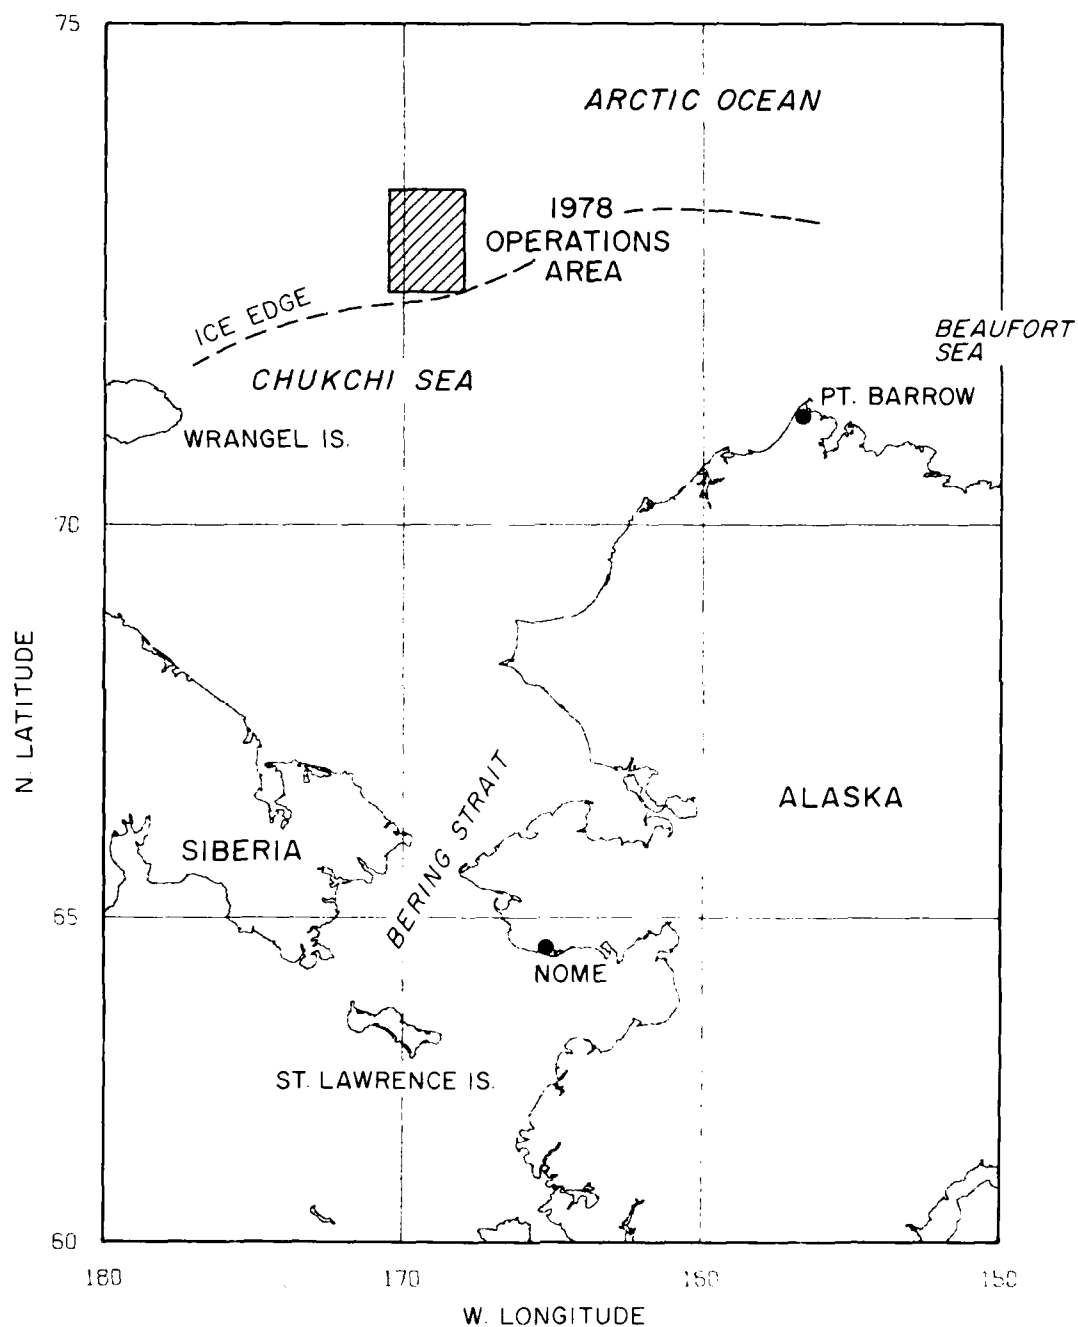 75
ARCTIC OCEAN
1978
OPERATIONS
AREA
ICE EDGE
BEAUFORT
SEA
CHUKCHI SEA
PT. BARROW
WRANGEL IS.
70
N. LATITUDE
BERING STRAIT
ALASKA
SIBERIA
65
NOME
ST. LAWRENCE IS.
60
180
170
160
150
W. LONGITUDE